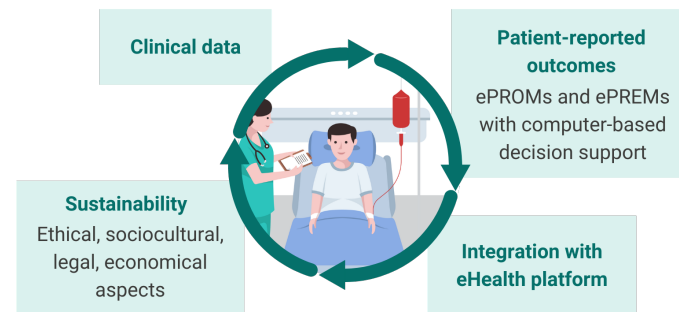 Clinical data
Patient-reported
outcomes
ePROMs and ePREMs
with computer-based
decision support
Sustainability
Ethical, sociocultural,
legal, economical
aspects
Integration with
eHealth platform